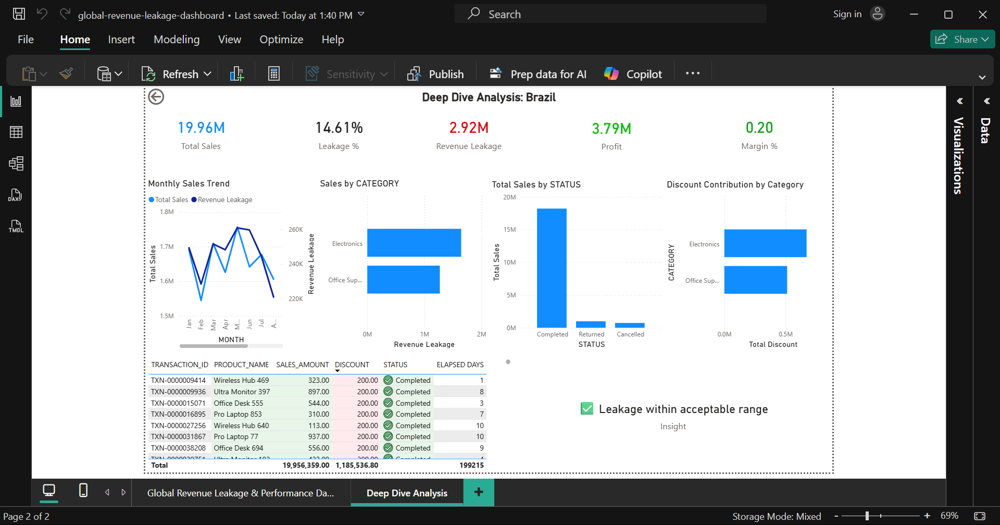 global-revenue-leakage-dashboard • Last saved: Today at 1:40 PM
Search
Sign in
File Home Insert Modeling View Optimize Help
Share
Refresh
Sensitivity
Publish
Prep data for AI
Copilot
Deep Dive Analysis: Brazil
19.96M
Total Sales
14.61%
Leakage %
2.92M
Revenue Leakage
3.79M
Profit
0.20
Margin %
Monthly Sales Trend
Total Sales Revenue Leakage
Total Sales
1.8M
1.7M
1.6M
1.5M
260K
240K
220K
Revenue Leakage
Jan Feb Mar Apr M... Jun Jul A...
MONTH
Sales by CATEGORY
Electronics
Office Sup...
0M 1M 2M
Revenue Leakage
Total Sales by STATUS
Total Sales
20M
15M
10M
5M
0M
Completed Returned Cancelled
STATUS
Discount Contribution by Category
CATEGORY
Electronics
Office Sup...
0.0M 0.5M
Total Discount
TRANSACTION_ID PRODUCT_NAME SALES_AMOUNT DISCOUNT STATUS ELAPSED DAYS
TXN-0000009414 Wireless Hub 469 323.00 200.00 Completed 1
TXN-0000009936 Ultra Monitor 397 897.00 200.00 Completed 8
TXN-0000015071 Office Desk 555 544.00 200.00 Completed 3
TXN-0000016895 Pro Laptop 853 310.00 200.00 Completed 7
TXN-0000027256 Wireless Hub 640 113.00 200.00 Completed 10
TXN-0000031867 Pro Laptop 77 937.00 200.00 Completed 10
TXN-0000038208 Office Desk 694 556.00 200.00 Completed 9
Total 19,956,359.00 1,185,536.80 199215
Leakage within acceptable range
Insight
Visualizations
Data
DAX
TMDL
Global Revenue Leakage & Performance Da...
Deep Dive Analysis
Page 2 of 2
Storage Mode: Mixed
69%